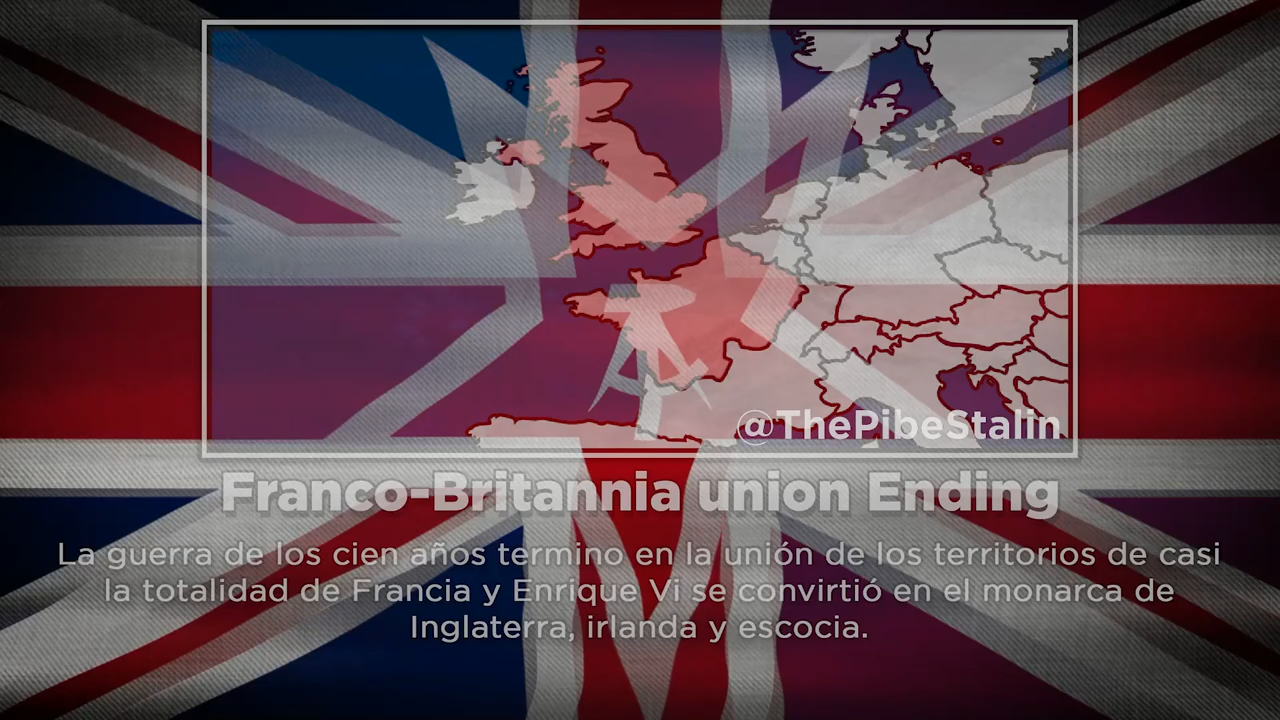 @ThePibeStalin
Franco-Britannia union Ending
La guerra de los cien años termino en la unión de los territorios de casi
la totalidad de Francia y Enrique Vi se convirtió en el monarca de
Inglaterra, irlanda y escocia.